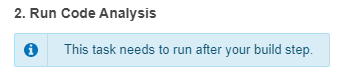 2. Run Code Analysis
This task needs to run after your build step.